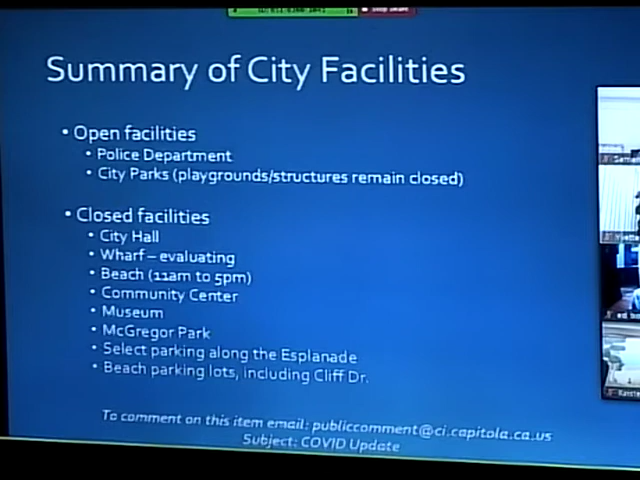 Summary of City Facilities
• Open facilities
• Police Department
• City Parks (playgrounds/structures remain closed)
• Closed facilities
• City Hall
• Wharf – evaluating
• Beach (11am to 5pm)
• Community Center
• Museum
• McGregor Park
• Select parking along the Esplanade
• Beach parking lots, including Cliff Dr.
To comment on this item email: publiccomment@ci.capitola.ca.us
Subject: COVID Update